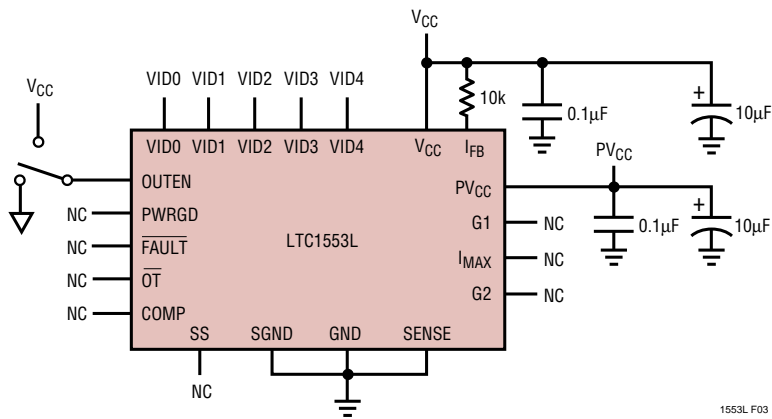 VCC
VCC
VID0 VID1 VID2 VID3 VID4
10k
0.1µF
+
10µF
VID0 VID1 VID2 VID3 VID4
VCC IFB
PVCC
OUTEN
PVCC
+
NC PWRGD
G1 NC
0.1µF
10µF
NC FAULT
LTC1553L
IMAX NC
NC OT
G2 NC
NC COMP
SS SGND GND SENSE
NC
1553L F03